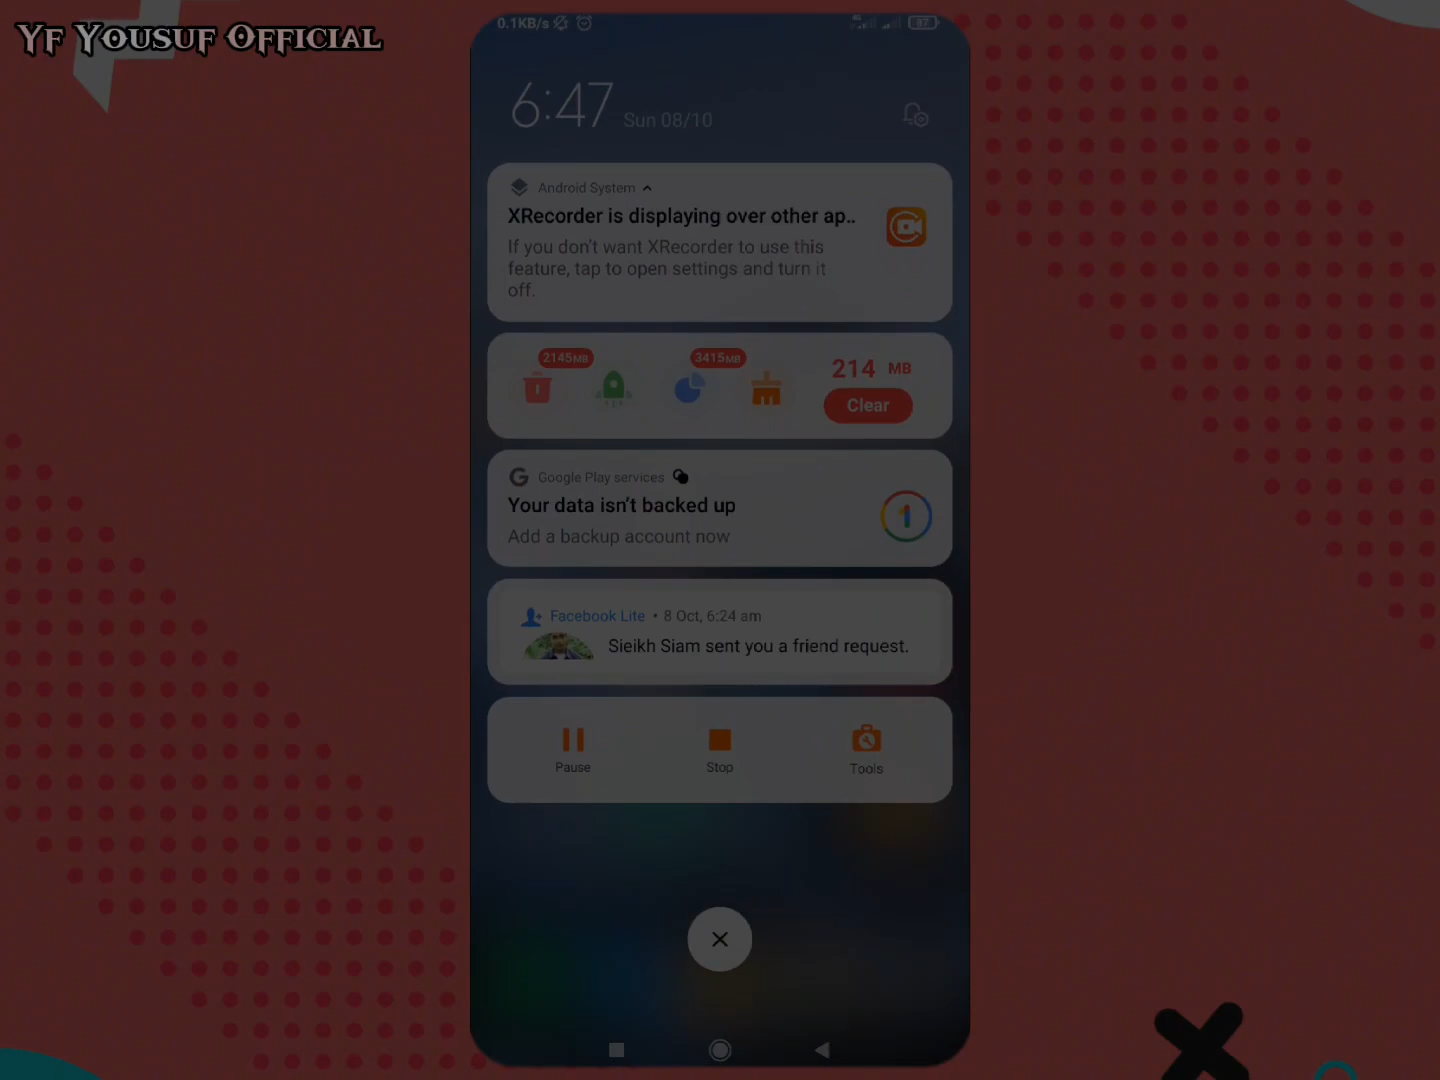 Yf Yousuf Official
0.1KB/s
87
6:47 Sun 08/10
Android System
XRecorder is displaying over other ap..
If you don't want XRecorder to use this
feature, tap to open settings and turn it
off.
2145MB
3415MB
214 MB
Clear
Google Play services
Your data isn't backed up
Add a backup account now
1
Facebook Lite • 8 Oct, 6:24 am
Sieikh Siam sent you a friend request.
Pause
Stop
Tools